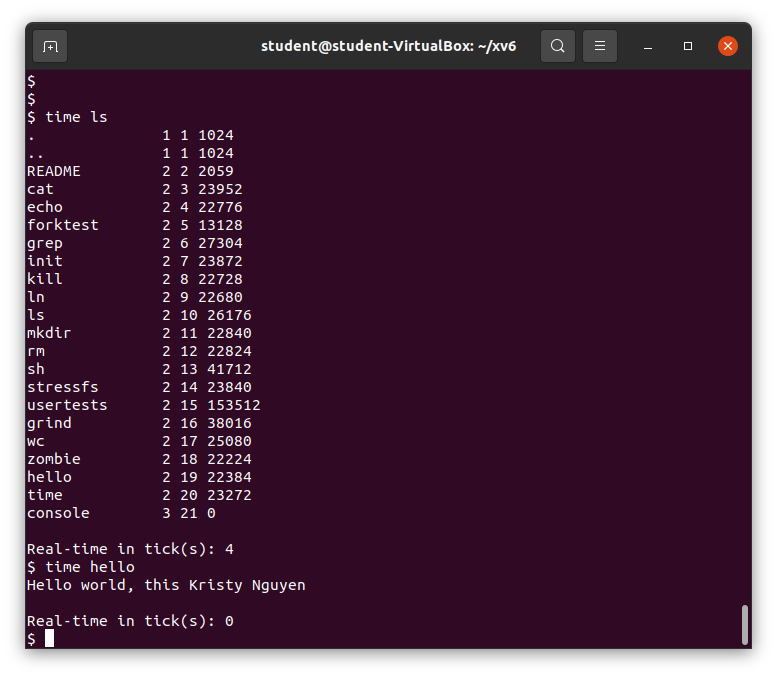 student@student-VirtualBox: ~/xv6
$
$
$ time ls
. 1 1 1024
.. 1 1 1024
README 2 2 2059
cat 2 3 23952
echo 2 4 22776
forktest 2 5 13128
grep 2 6 27304
init 2 7 23872
kill 2 8 22728
ln 2 9 22680
ls 2 10 26176
mkdir 2 11 22840
rm 2 12 22824
sh 2 13 41712
stressfs 2 14 23840
usertests 2 15 153512
grind 2 16 38016
wc 2 17 25080
zombie 2 18 22224
hello 2 19 22384
time 2 20 23272
console 3 21 0
Real-time in tick(s): 4
$ time hello
Hello world, this Kristy Nguyen
Real-time in tick(s): 0
$